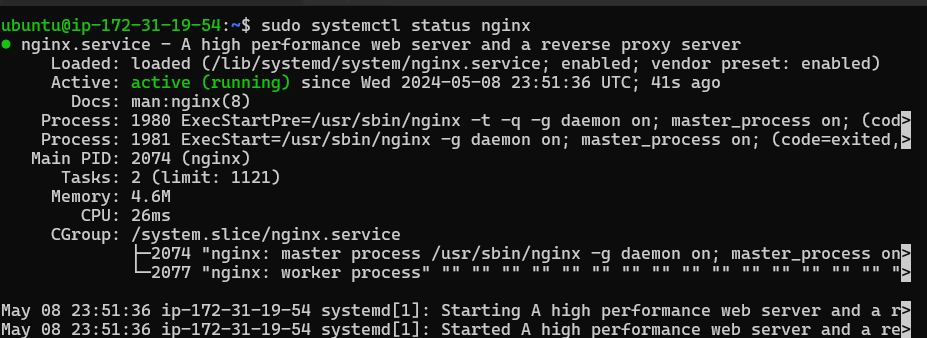 ubuntu@ip-172-31-19-54:~$ sudo systemctl status nginx
● nginx.service - A high performance web server and a reverse proxy server
     Loaded: loaded (/lib/systemd/system/nginx.service; enabled; vendor preset: enabled)
     Active: active (running) since Wed 2024-05-08 23:51:36 UTC; 41s ago
       Docs: man:nginx(8)
    Process: 1980 ExecStartPre=/usr/sbin/nginx -t -q -g daemon on; master_process on; (cod>
    Process: 1981 ExecStart=/usr/sbin/nginx -g daemon on; master_process on; (code=exited,>
   Main PID: 2074 (nginx)
      Tasks: 2 (limit: 1121)
     Memory: 4.6M
        CPU: 26ms
     CGroup: /system.slice/nginx.service
             ├─2074 "nginx: master process /usr/sbin/nginx -g daemon on; master_process on>
             └─2077 "nginx: worker process" "" "" "" "" "" "" "" "" "" "" "" "" "" "" "" ">

May 08 23:51:36 ip-172-31-19-54 systemd[1]: Starting A high performance web server and a r>
May 08 23:51:36 ip-172-31-19-54 systemd[1]: Started A high performance web server and a re>